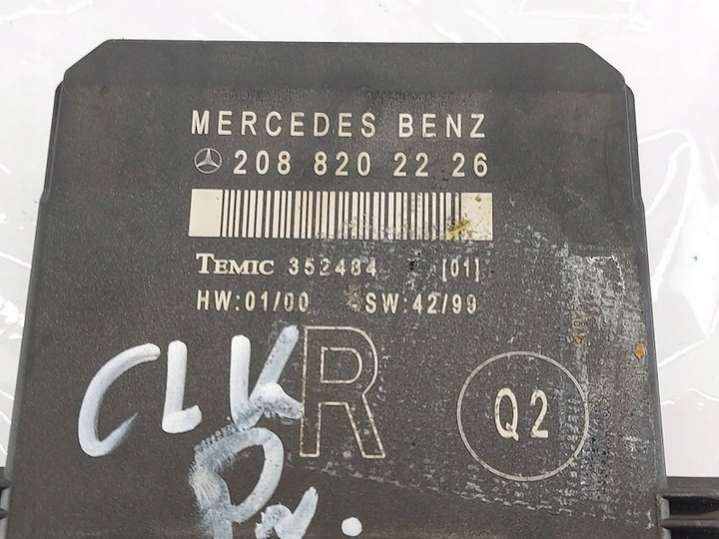 MERCEDES BENZ
208 820 22 26
TEMIC 352484 [01]
HW:01/00 SW:42/99
R
Q2
CLK